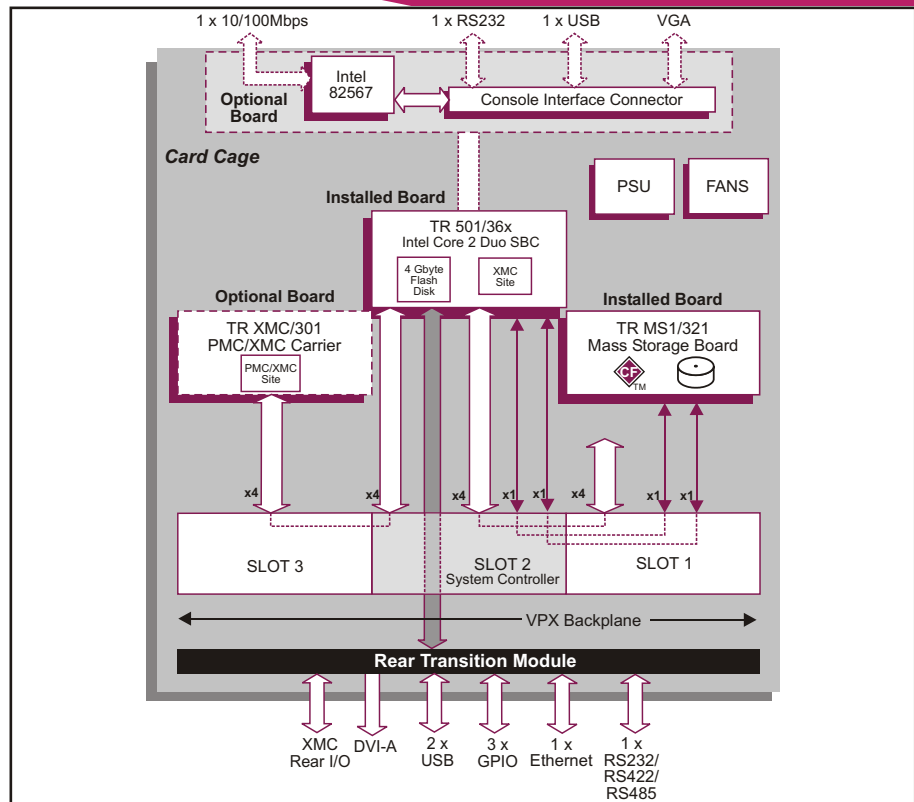 1 x 10/100Mbps
1 x RS232
1 x USB
VGA
Intel
82567
Optional
Board
Console Interface Connector
Card Cage
PSU
FANS
Installed Board
TR 501/36x
Intel Core 2 Duo SBC
4 Gbyte
Flash
Disk
XMC
Site
Optional Board
TR XMC/301
PMC/XMC Carrier
PMC/XMC
Site
Installed Board
TR MS1/321
Mass Storage Board
CF
TM
x4
x4
x4
x1
x1
x4
x1
x1
SLOT 3
SLOT 2
System Controller
SLOT 1
VPX Backplane
Rear Transition Module
XMC
Rear I/O
DVI-A
2 x
USB
3 x
GPIO
1 x
Ethernet
1 x
RS232/
RS422/
RS485